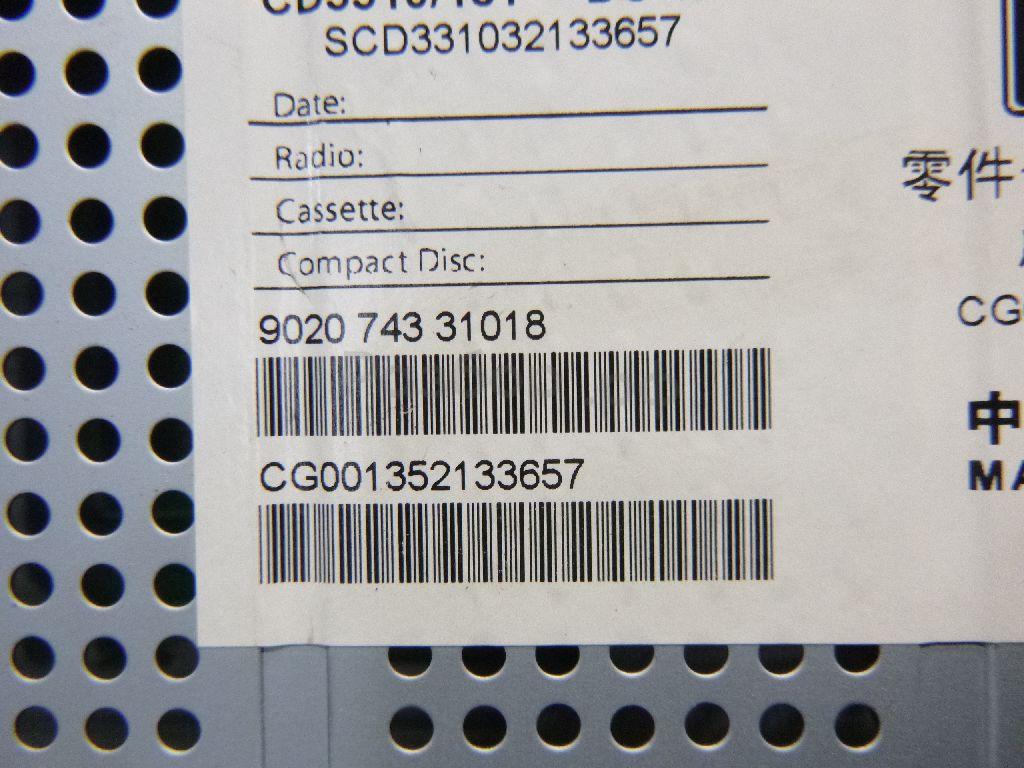 SCD331032133657
Date:
Radio:
Cassette:
Compact Disc:
9020 743 31018
CG001352133657
零件
CG
中
MA